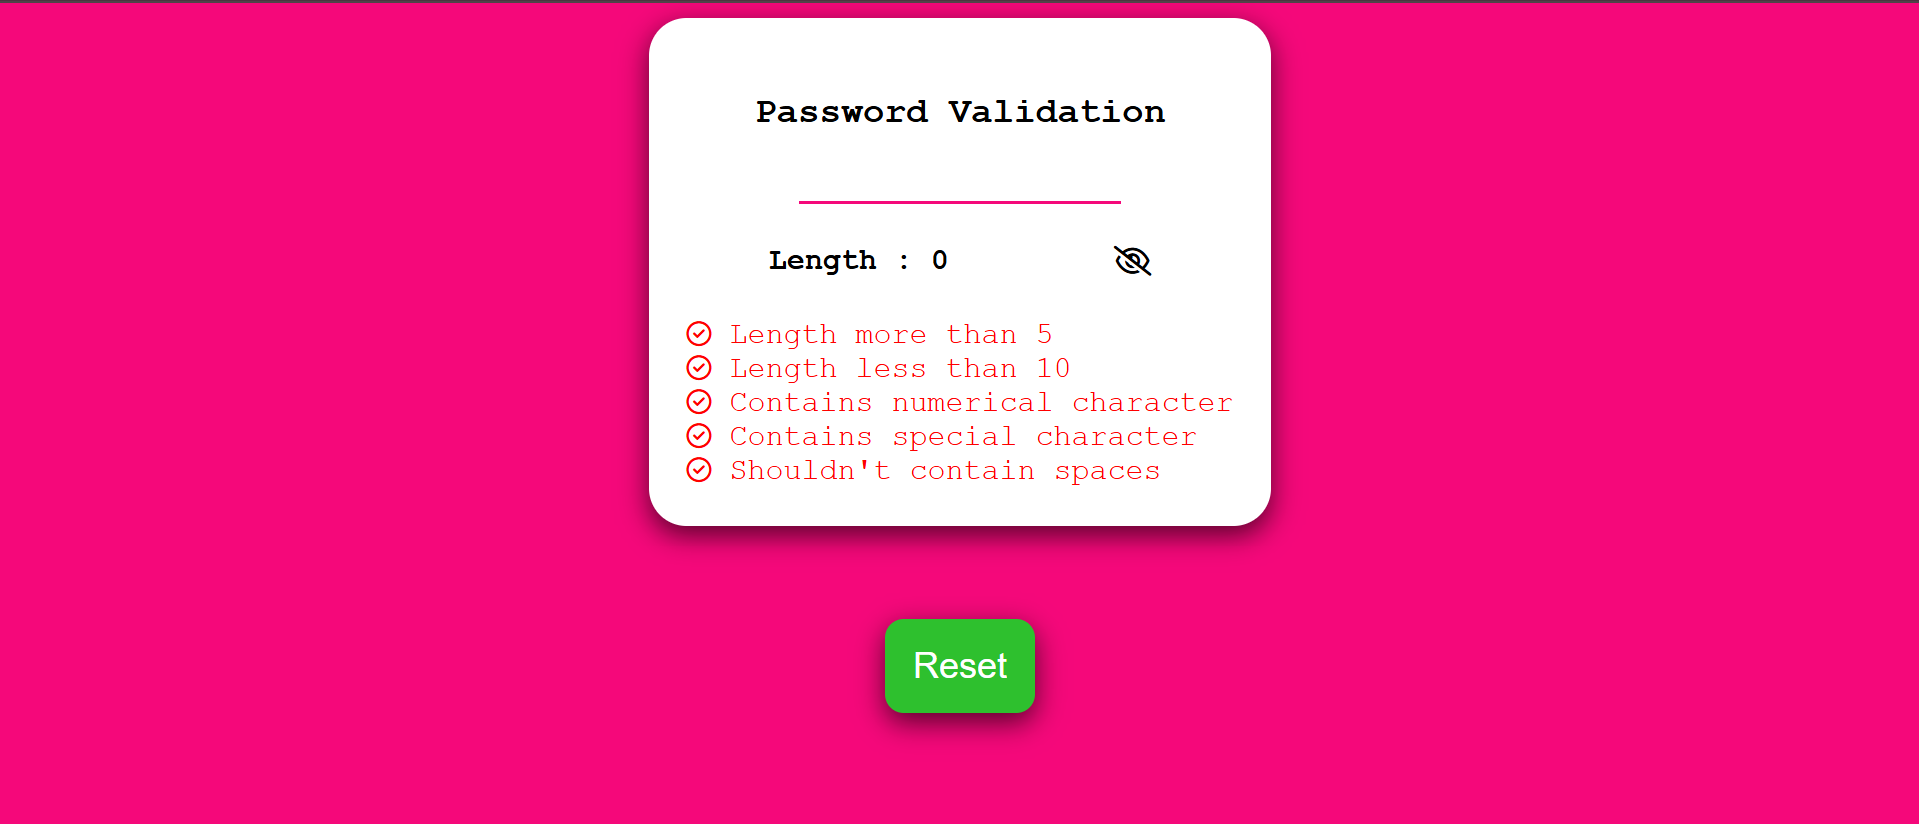 Password Validation
Length : 0
Length more than 5
Length less than 10
Contains numerical character
Contains special character
Shouldn't contain spaces
Reset